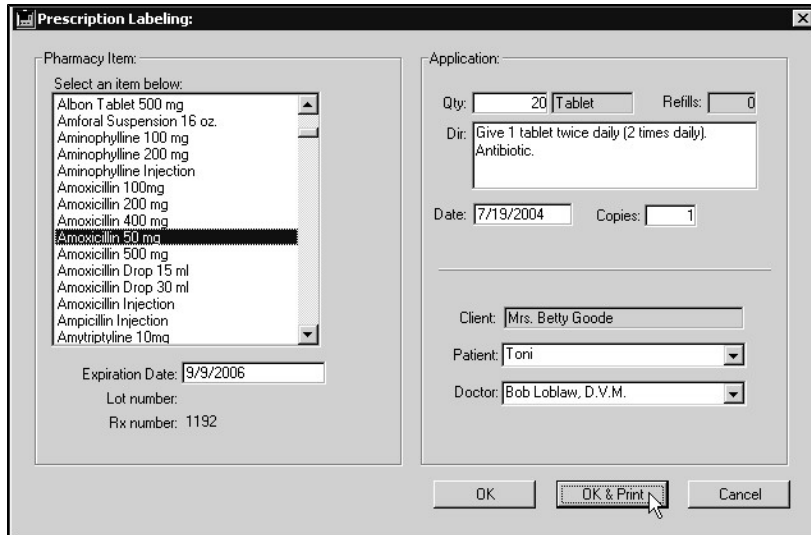 Prescription Labeling:
Pharmacy Item:
Select an item below:
Albon Tablet 500 mg
Amforal Suspension 16 oz.
Aminophylline 100 mg
Aminophylline 200 mg
Aminophylline Injection
Amoxicillin 100mg
Amoxicillin 200 mg
Amoxicillin 400 mg
Amoxicillin 50 mg
Amoxicillin 500 mg
Amoxicillin Drop 15 ml
Amoxicillin Drop 30 ml
Amoxicillin Injection
Ampicillin Injection
Amytriptyline 10mg
Expiration Date: 9/9/2006
Lot number:
Rx number: 1192
Application:
Qty: 20 Tablet Refills: 0
Dir: Give 1 tablet twice daily (2 times daily).
Antibiotic.
Date: 7/19/2004 Copies: 1
Client: Mrs. Betty Goode
Patient: Toni
Doctor: Bob Loblaw, D.V.M.
OK OK & Print Cancel